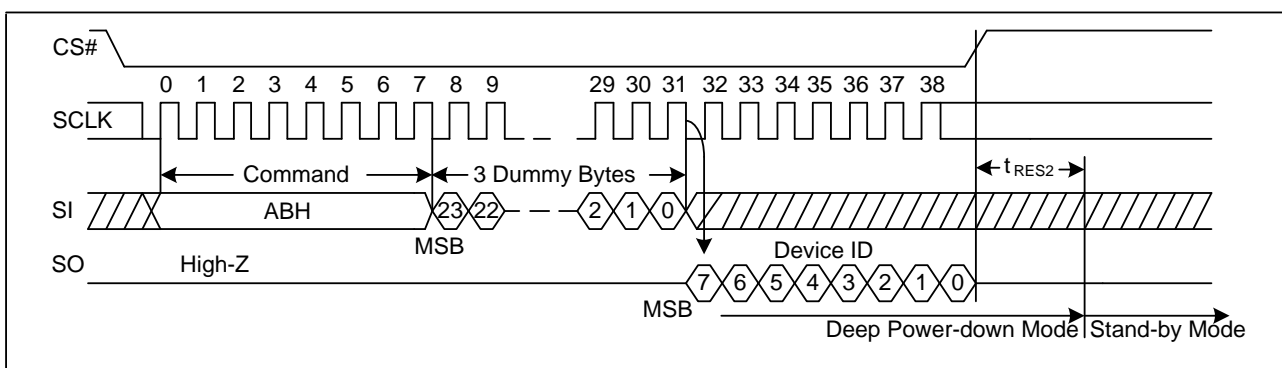 CS#
0 1 2 3 4 5 6 7 8 9 29 30 31 32 33 34 35 36 37 38
SCLK
Command 3 Dummy Bytes tRES2
SI ABH 23 22 2 1 0
MSB
SO High-Z Device ID
7 6 5 4 3 2 1 0
MSB
Deep Power-down Mode Stand-by Mode